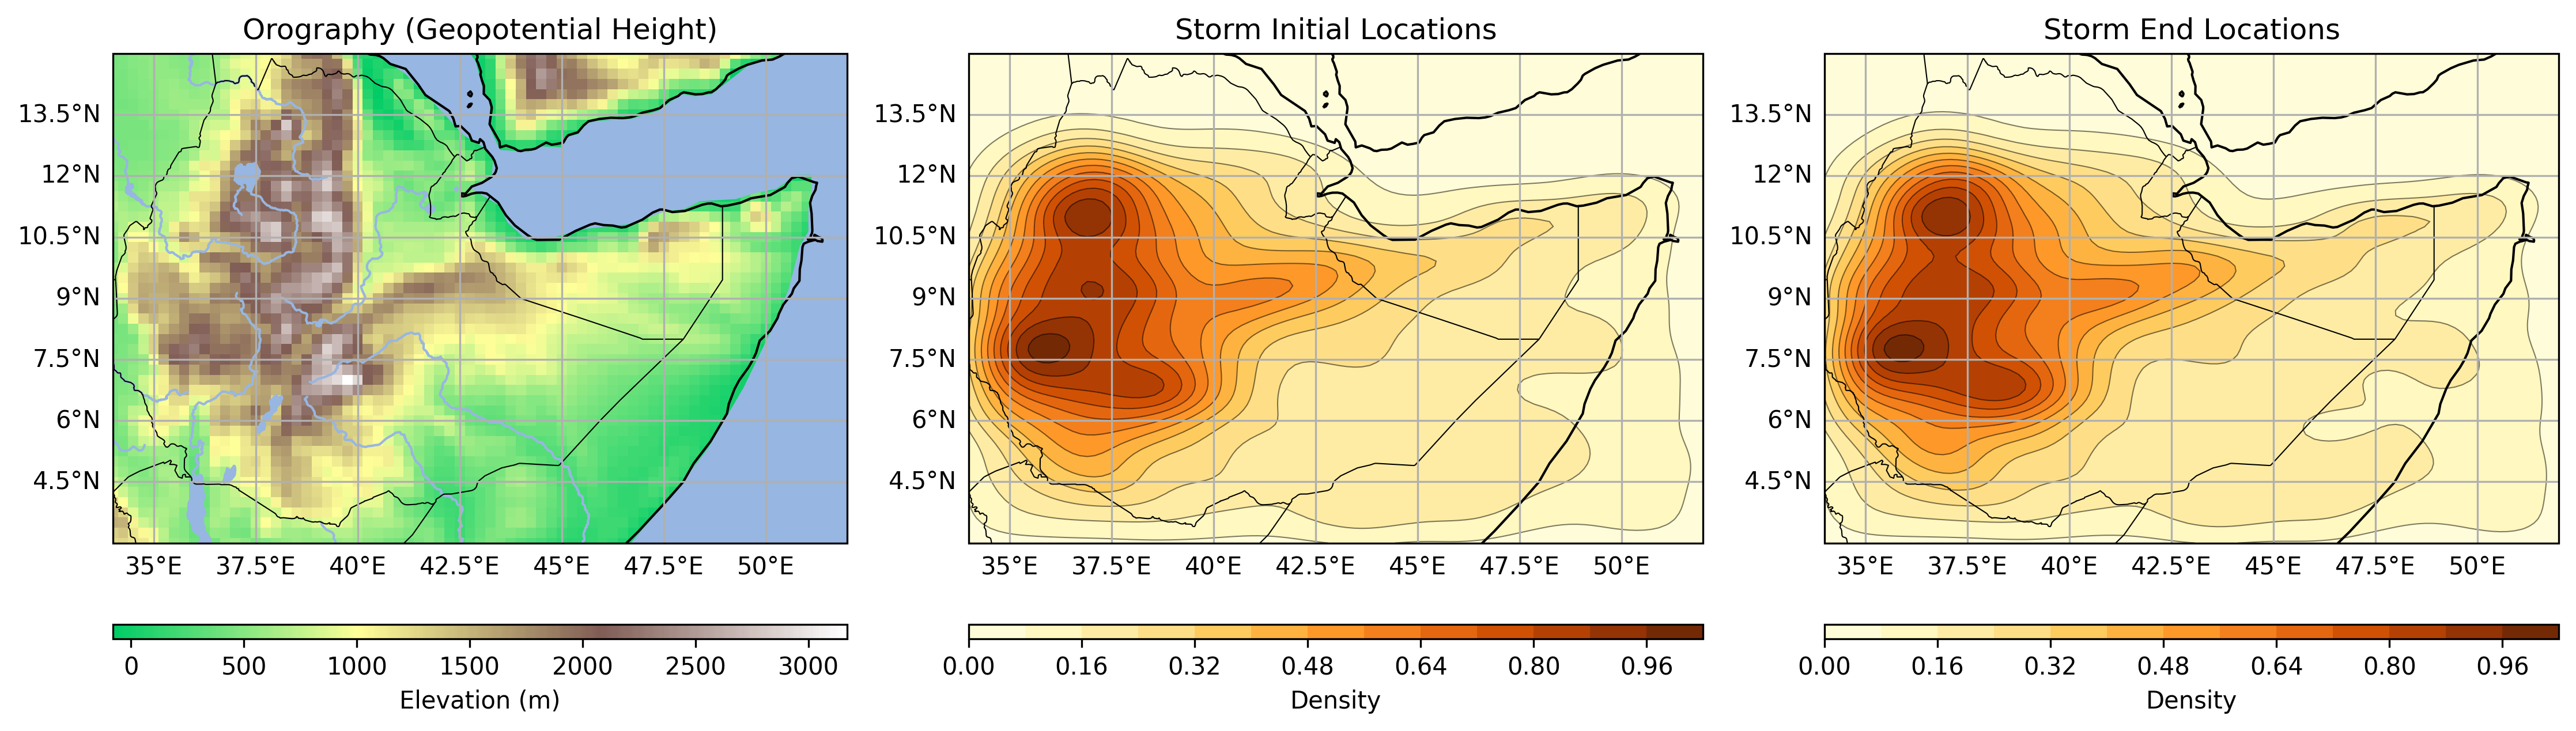 Orography (Geopotential Height)
Storm Initial Locations
Storm End Locations
13.5°N
12°N
10.5°N
9°N
7.5°N
6°N
4.5°N
13.5°N
12°N
10.5°N
9°N
7.5°N
6°N
4.5°N
13.5°N
12°N
10.5°N
9°N
7.5°N
6°N
4.5°N
35°E 37.5°E 40°E 42.5°E 45°E 47.5°E 50°E
35°E 37.5°E 40°E 42.5°E 45°E 47.5°E 50°E
35°E 37.5°E 40°E 42.5°E 45°E 47.5°E 50°E
0 500 1000 1500 2000 2500 3000
Elevation (m)
0.00 0.16 0.32 0.48 0.64 0.80 0.96
Density
0.00 0.16 0.32 0.48 0.64 0.80 0.96
Density